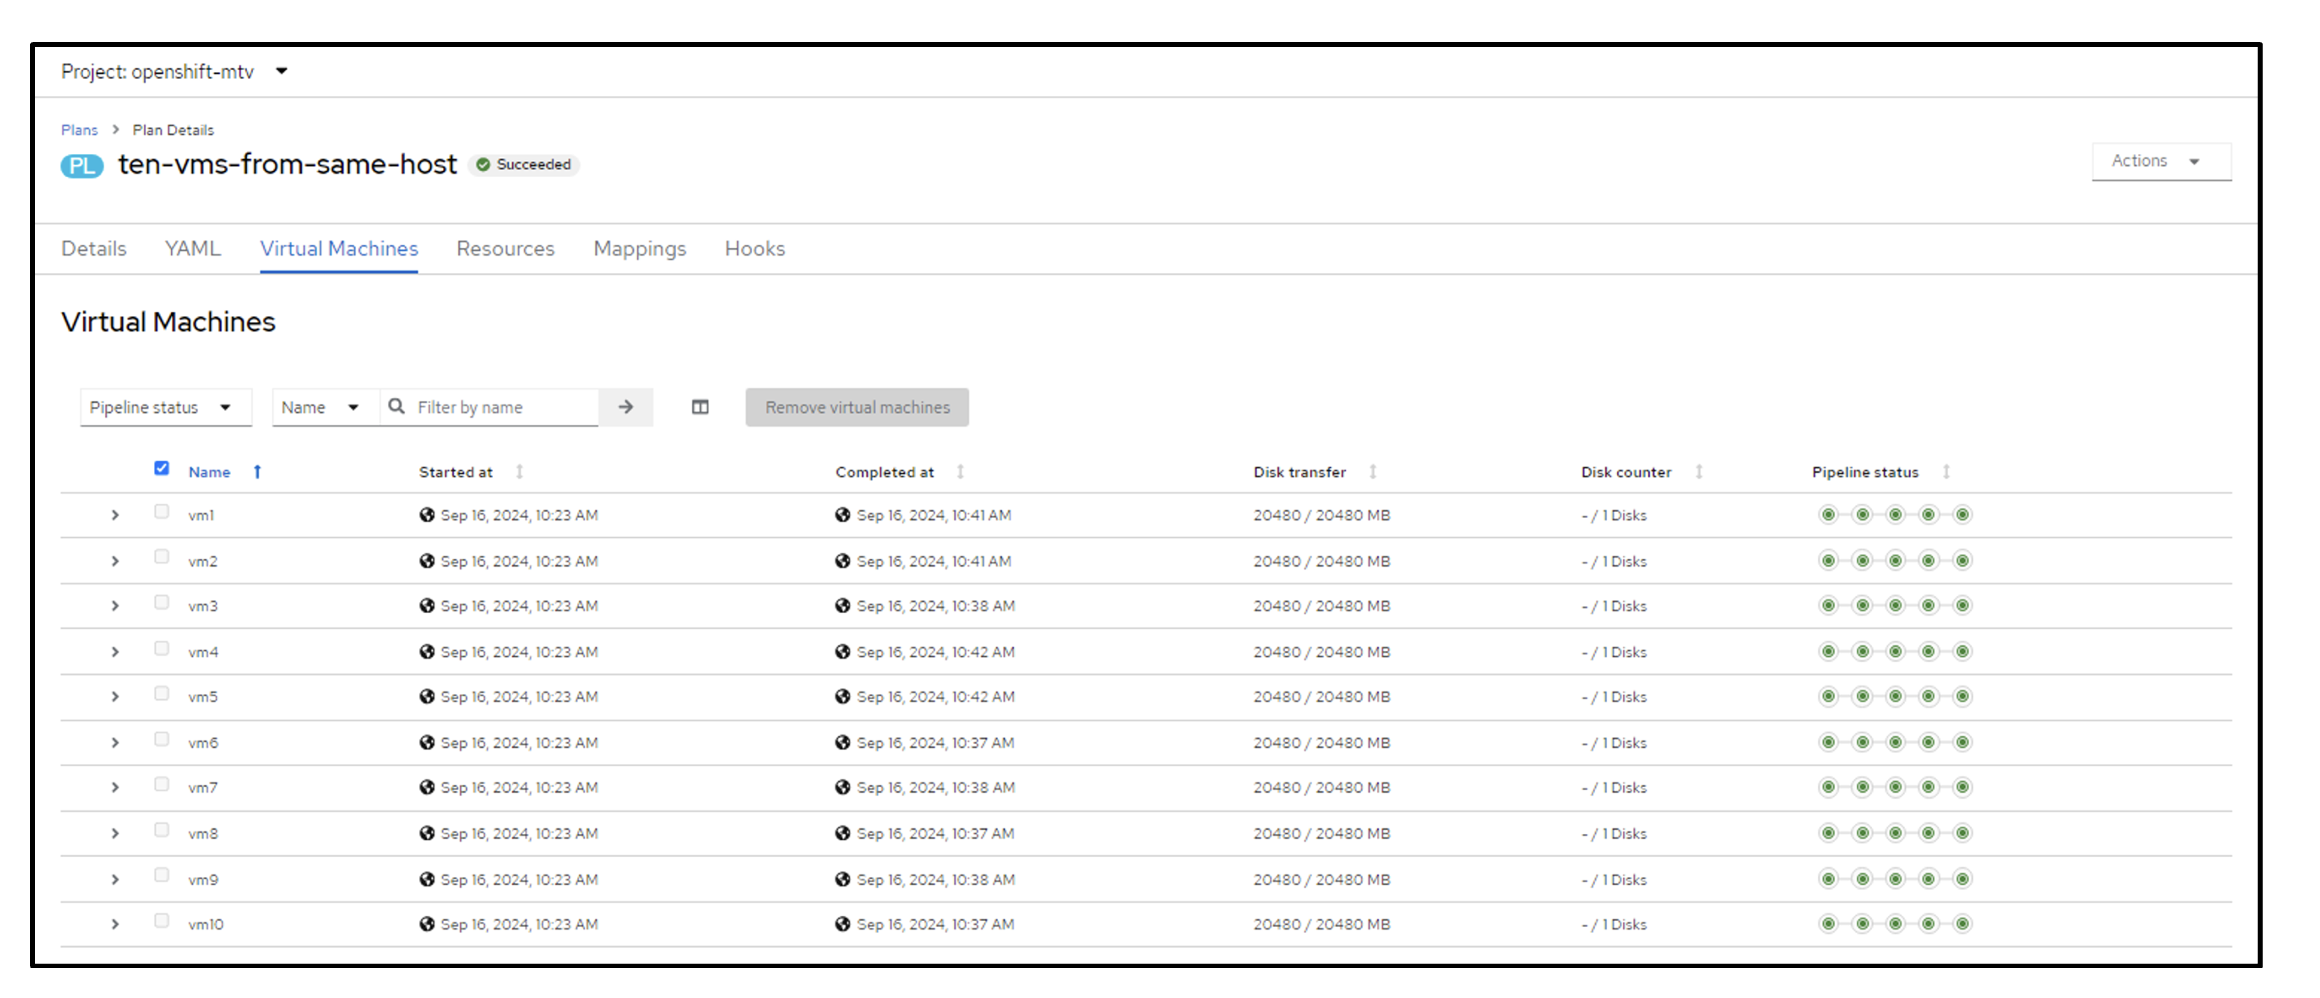 Project: openshift-mtv
Plans > Plan Details
PL ten-vms-from-same-host Succeeded
Actions
Details YAML Virtual Machines Resources Mappings Hooks
Virtual Machines
Pipeline status Name Filter by name Remove virtual machines
Name Started at Completed at Disk transfer Disk counter Pipeline status
vm1 Sep 16, 2024, 10:23 AM Sep 16, 2024, 10:41 AM 20480 / 20480 MB - / 1 Disks
vm2 Sep 16, 2024, 10:23 AM Sep 16, 2024, 10:41 AM 20480 / 20480 MB - / 1 Disks
vm3 Sep 16, 2024, 10:23 AM Sep 16, 2024, 10:38 AM 20480 / 20480 MB - / 1 Disks
vm4 Sep 16, 2024, 10:23 AM Sep 16, 2024, 10:42 AM 20480 / 20480 MB - / 1 Disks
vm5 Sep 16, 2024, 10:23 AM Sep 16, 2024, 10:42 AM 20480 / 20480 MB - / 1 Disks
vm6 Sep 16, 2024, 10:23 AM Sep 16, 2024, 10:37 AM 20480 / 20480 MB - / 1 Disks
vm7 Sep 16, 2024, 10:23 AM Sep 16, 2024, 10:38 AM 20480 / 20480 MB - / 1 Disks
vm8 Sep 16, 2024, 10:23 AM Sep 16, 2024, 10:37 AM 20480 / 20480 MB - / 1 Disks
vm9 Sep 16, 2024, 10:23 AM Sep 16, 2024, 10:38 AM 20480 / 20480 MB - / 1 Disks
vm10 Sep 16, 2024, 10:23 AM Sep 16, 2024, 10:37 AM 20480 / 20480 MB - / 1 Disks